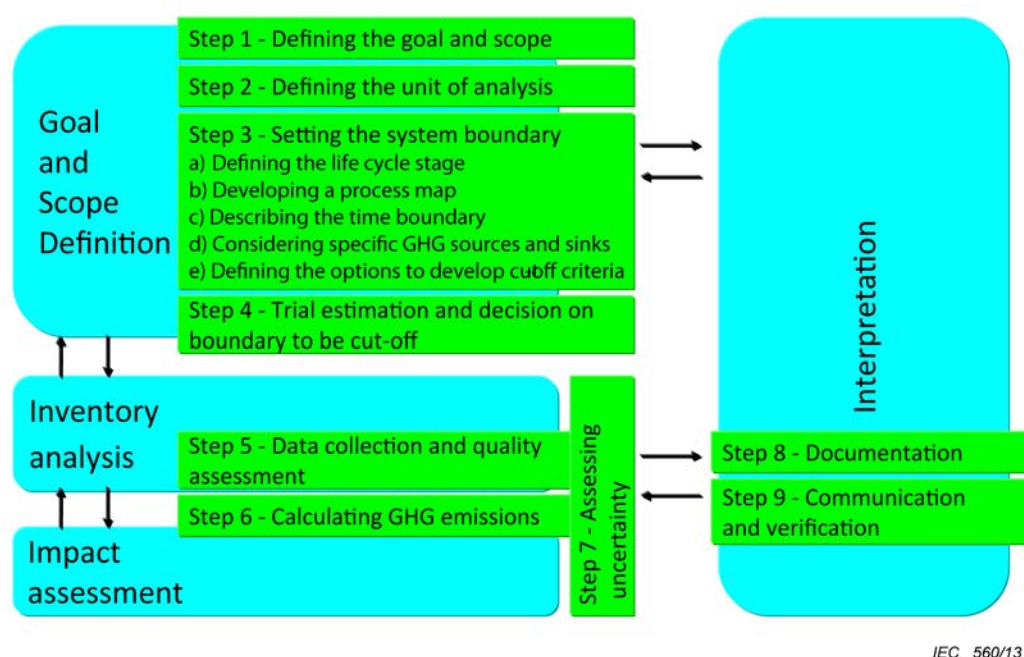 Goal
and
Scope
Definition
Step 1 - Defining the goal and scope
Step 2 - Defining the unit of analysis
Step 3 - Setting the system boundary
a) Defining the life cycle stage
b) Developing a process map
c) Describing the time boundary
d) Considering specific GHG sources and sinks
e) Defining the options to develop cutoff criteria
Step 4 - Trial estimation and decision on
boundary to be cut-off
Inventory
analysis
Step 5 - Data collection and quality
assessment
Step 6 - Calculating GHG emissions
Impact
assessment
Step 7 - Assessing
uncertainty
Interpretation
Step 8 - Documentation
Step 9 - Communication
and verification
IEC 560/13